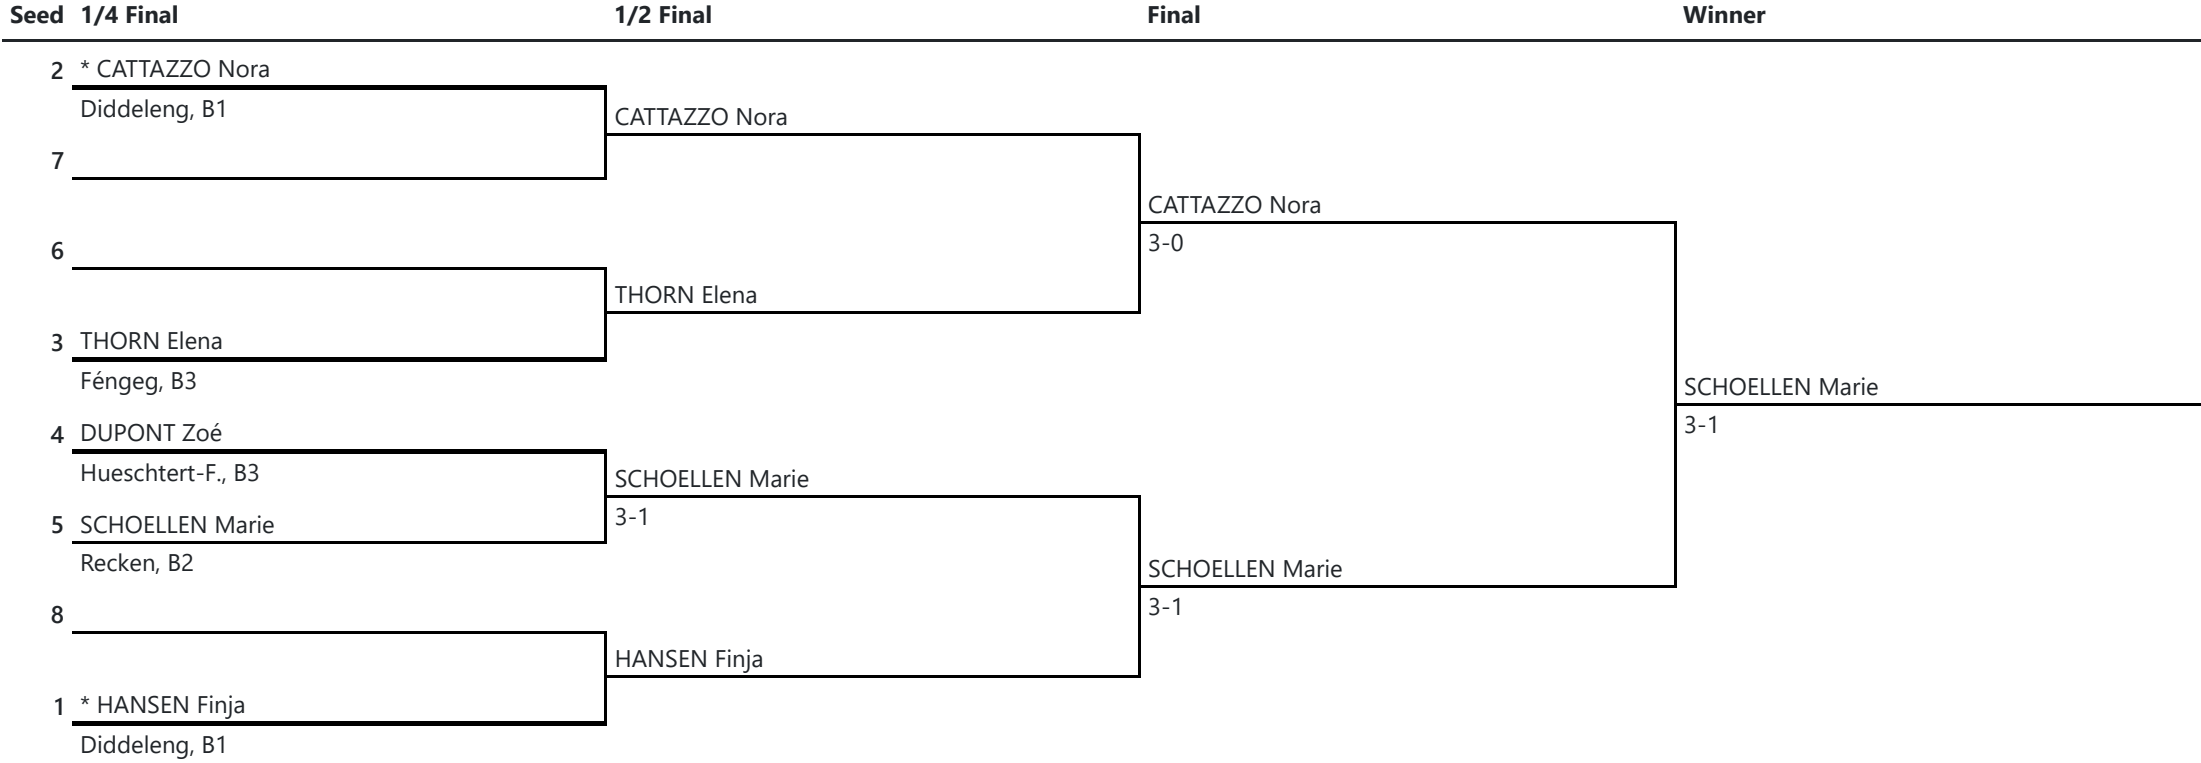 Seed 1/4 Final 1/2 Final Final Winner
2 * CATTAZZO Nora
Diddeleng, B1
CATTAZZO Nora
7
CATTAZZO Nora
3-0
6
THORN Elena
3 THORN Elena
Féngeg, B3
SCHOELLEN Marie
3-1
4 DUPONT Zoé
Hueschtert-F., B3
SCHOELLEN Marie
3-1
5 SCHOELLEN Marie
Recken, B2
SCHOELLEN Marie
3-1
8
HANSEN Finja
1 * HANSEN Finja
Diddeleng, B1